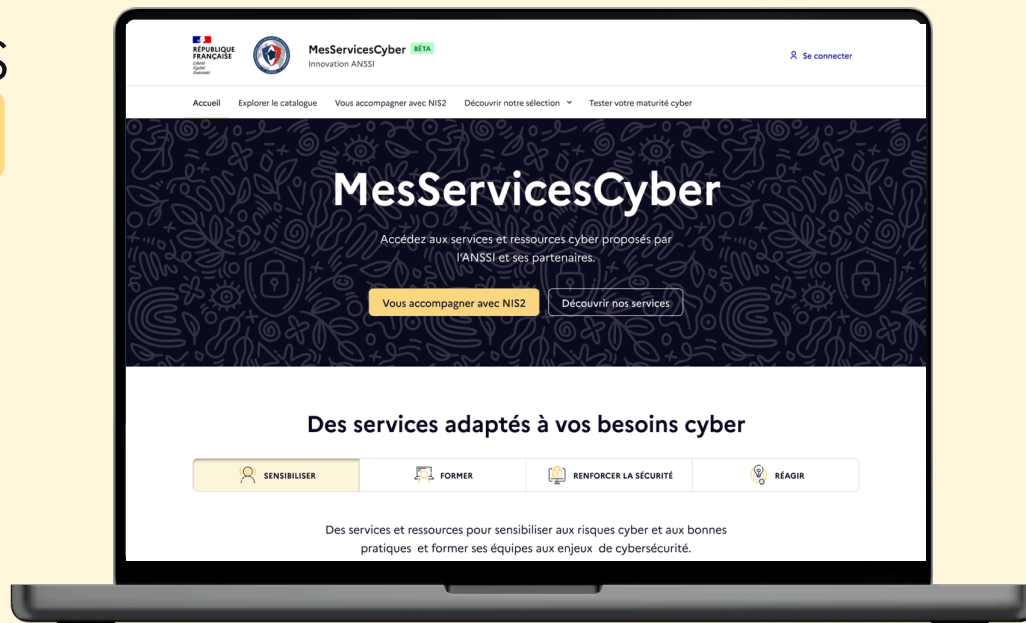 S
RÉPUBLIQUE
FRANÇAISE
Liberté
Égalité
Fraternité
MesServicesCyber BÊTA
Innovation ANSSI
Se connecter
Accueil Explorer le catalogue Vous accompagner avec NIS2 Découvrir notre sélection Tester votre maturité cyber
MesServicesCyber
Accédez aux services et ressources cyber proposés par
l'ANSSI et ses partenaires.
Vous accompagner avec NIS2 Découvrir nos services
Des services adaptés à vos besoins cyber
SENSIBILISER FORMER RENFORCER LA SÉCURITÉ RÉAGIR
Des services et ressources pour sensibiliser aux risques cyber et aux bonnes
pratiques et former ses équipes aux enjeux de cybersécurité.